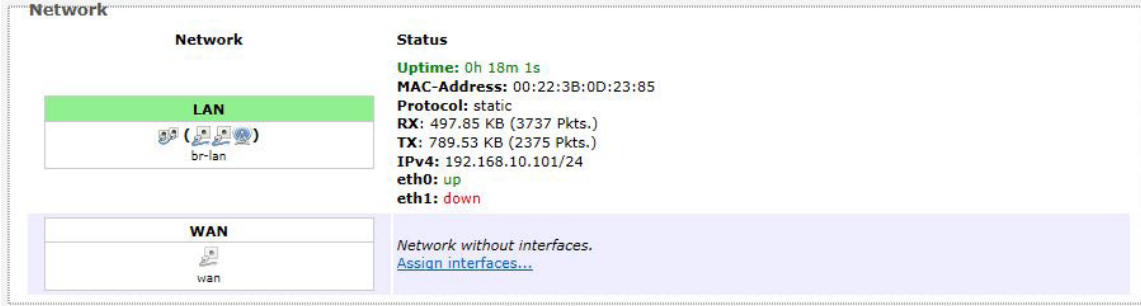 Network
Network
Status
LAN
( )
br-lan
Uptime: 0h 18m 1s
MAC-Address: 00:22:3B:0D:23:85
Protocol: static
RX: 497.85 KB (3737 Pkts.)
TX: 789.53 KB (2375 Pkts.)
IPv4: 192.168.10.101/24
eth0: up
eth1: down
WAN
wan
Network without interfaces.
Assign interfaces...